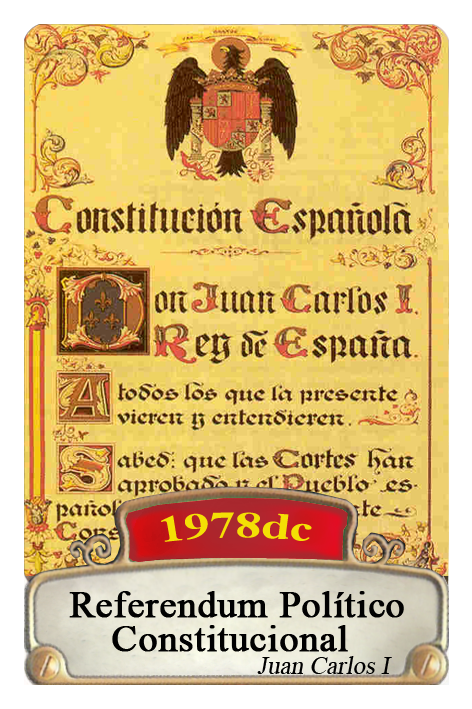 Constitución Española
Don Juan Carlos I.
Rey de España.
A todos los que la presente
vieren y entendieren.
Sabed: que las Cortes han
aprobado y el Pueblo es-
pañol
1978dc
Referendum Político
Constitucional
Juan Carlos I